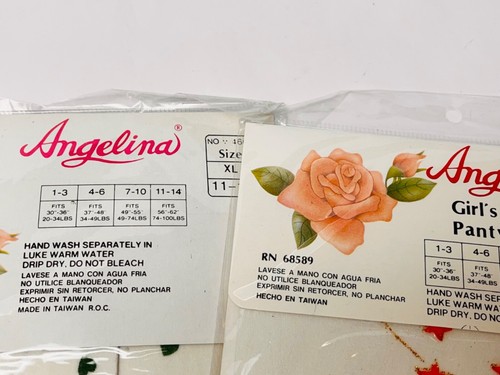 Angelina®
NO
Size
XL
11-
1-3 4-6 7-10 11-14
FITS FITS FITS FITS
30"-36" 37"-48" 49"-55" 56"-62"
20-34LBS 34-49LBS 49-74LBS 74-100LBS
HAND WASH SEPARATELY IN
LUKE WARM WATER
DRIP DRY. DO NOT BLEACH
LAVESE A MANO CON AGUA FRIA
NO UTILICE BLANQUEADOR
EXPRIMIR SIN RETORCER, NO PLANCHAR
HECHO EN TAIWAN
MADE IN TAIWAN R.O.C.
Ang
Girl's
Panty
RN 68589
LAVESE A MANO CON AGUA FRIA
NO UTILICE BLANQUEADOR
EXPRIMIR SIN RETORCER, NO PLANCHAR
HECHO EN TAIWAN
1-3 4-6
FITS FITS
30"-36" 37"-48"
20-34LBS 34-49LBS
HAND WASH SEPARA
LUKE WARM WATE
DRIP DRY. DO NOT